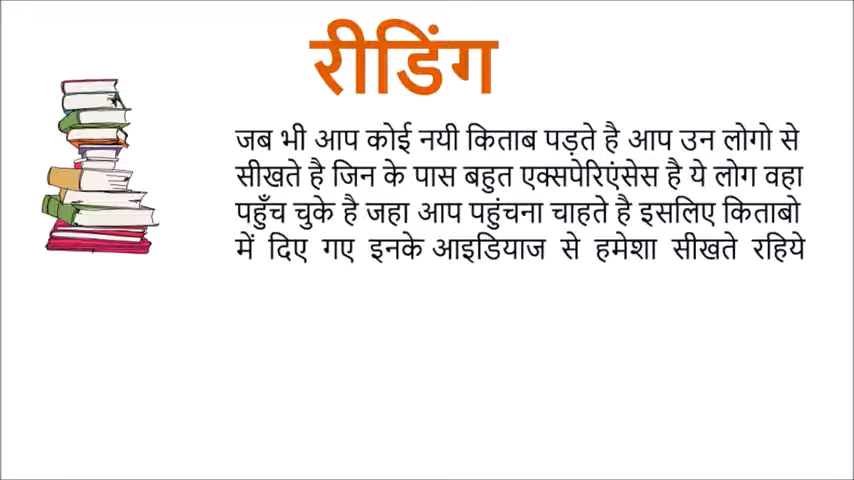 रीडिंग
जब भी आप कोई नयी किताब पड़ते है आप उन लोगो से
सीखते है जिन के पास बहुत एक्सपेरिएंसेस है ये लोग वहा
पहुँच चुके है जहा आप पहुंचना चाहते है इसलिए किताबो
में दिए गए इनके आइडियाज से हमेशा सीखते रहिये